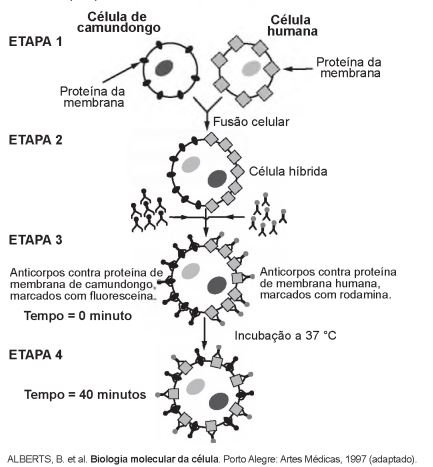 Célula de
camundongo
Célula
humana
ETAPA 1
Proteína da
membrana
Proteína da
membrana
Fusão celular
ETAPA 2
Célula híbrida
ETAPA 3
Anticorpos contra proteína de
membrana de camundongo,
marcados com fluoresceína.
Anticorpos contra proteína
de membrana humana,
marcados com rodamina.
Tempo = 0 minuto
Incubação a 37 °C
ETAPA 4
Tempo = 40 minutos
ALBERTS, B. et al. Biologia molecular da célula. Porto Alegre: Artes Médicas, 1997 (adaptado).